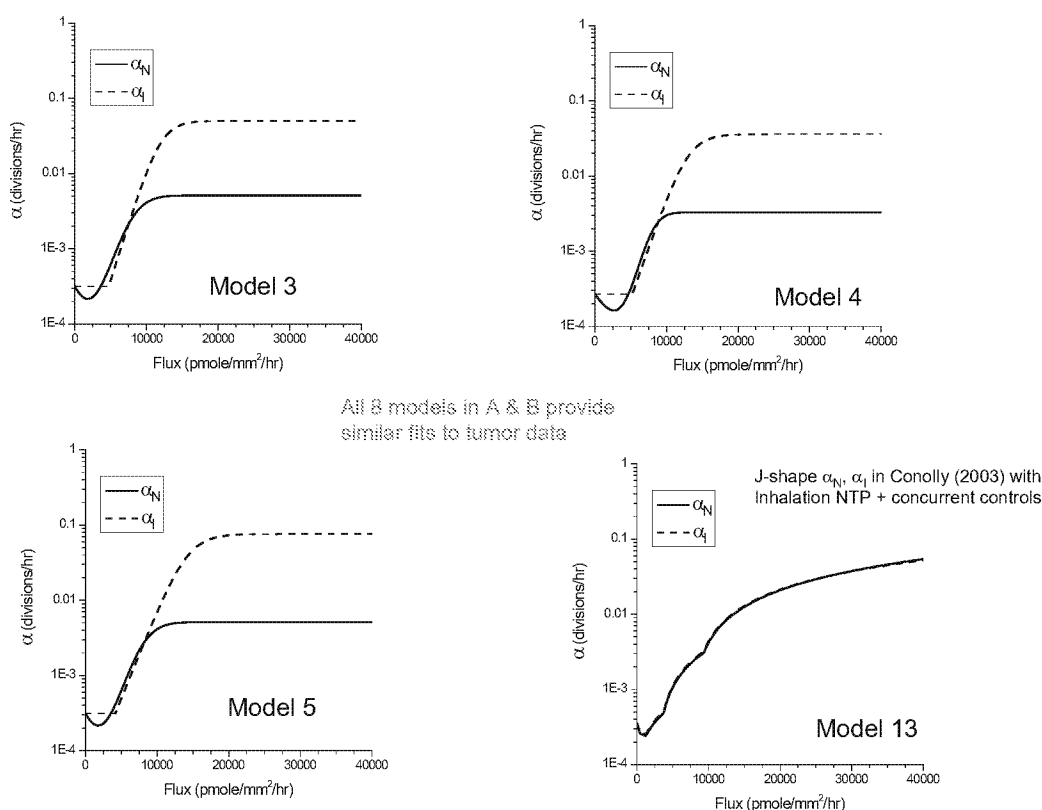 1
0.1
0.01
1E-3
1E-4
α (divisions/hr)
αN
αI
Model 3
0 10000 20000 30000 40000
Flux (pmole/mm²/hr)
1
0.1
0.01
1E-3
1E-4
α (divisions/hr)
αN
αI
Model 4
0 10000 20000 30000 40000
Flux (pmole/mm²/hr)
All 8 models in A & B provide
similar fits to tumor data
1
0.1
0.01
1E-3
1E-4
α (divisions/hr)
αN
αI
Model 5
0 10000 20000 30000 40000
Flux (pmole/mm²/hr)
J-shape αN, αI in Conolly (2003) with
Inhalation NTP + concurrent controls
1
0.1
0.01
1E-3
1E-4
α (divisions/hr)
αN
αI
Model 13
0 10000 20000 30000 40000
Flux (pmole/mm²/hr)